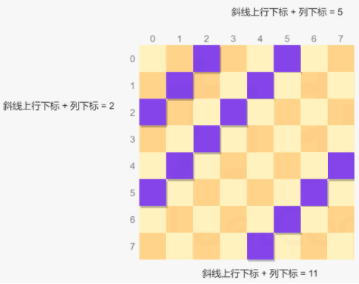 斜线上行下标 + 列下标 = 5
0 1 2 3 4 5 6 7
0
1
斜线上行下标 + 列下标 = 2
2
3
4
5
6
7
斜线上行下标 + 列下标 = 11